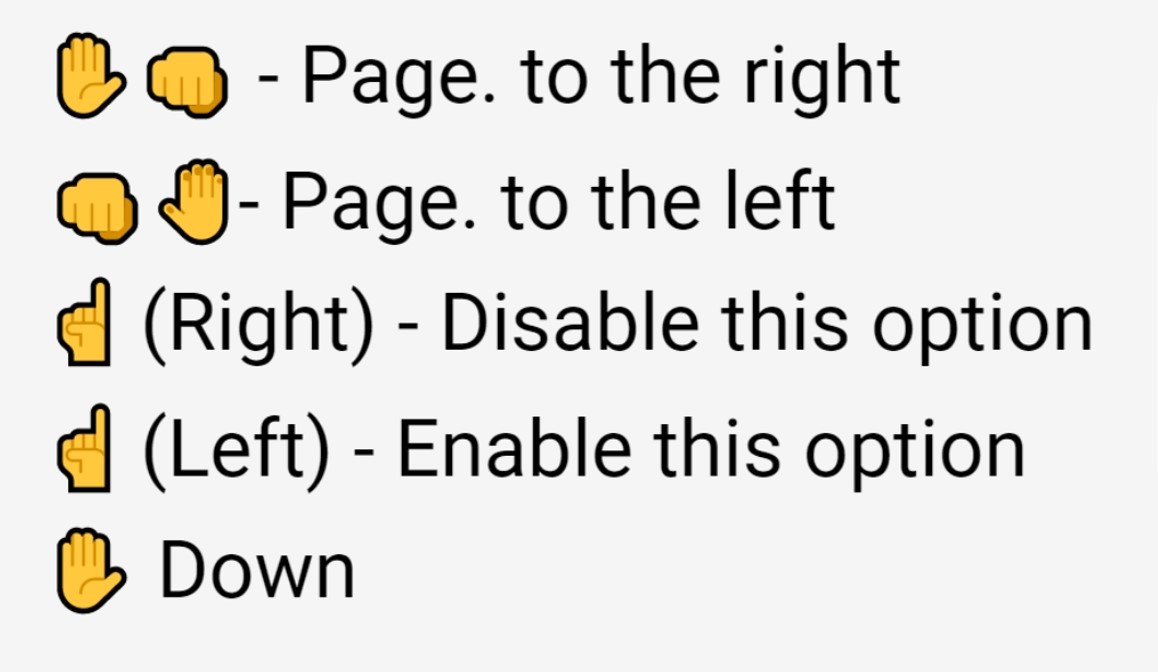 ✋👊 - Page. to the right
👊🤚- Page. to the left
☝(Right) - Disable this option
☝(Left) - Enable this option
✋ Down